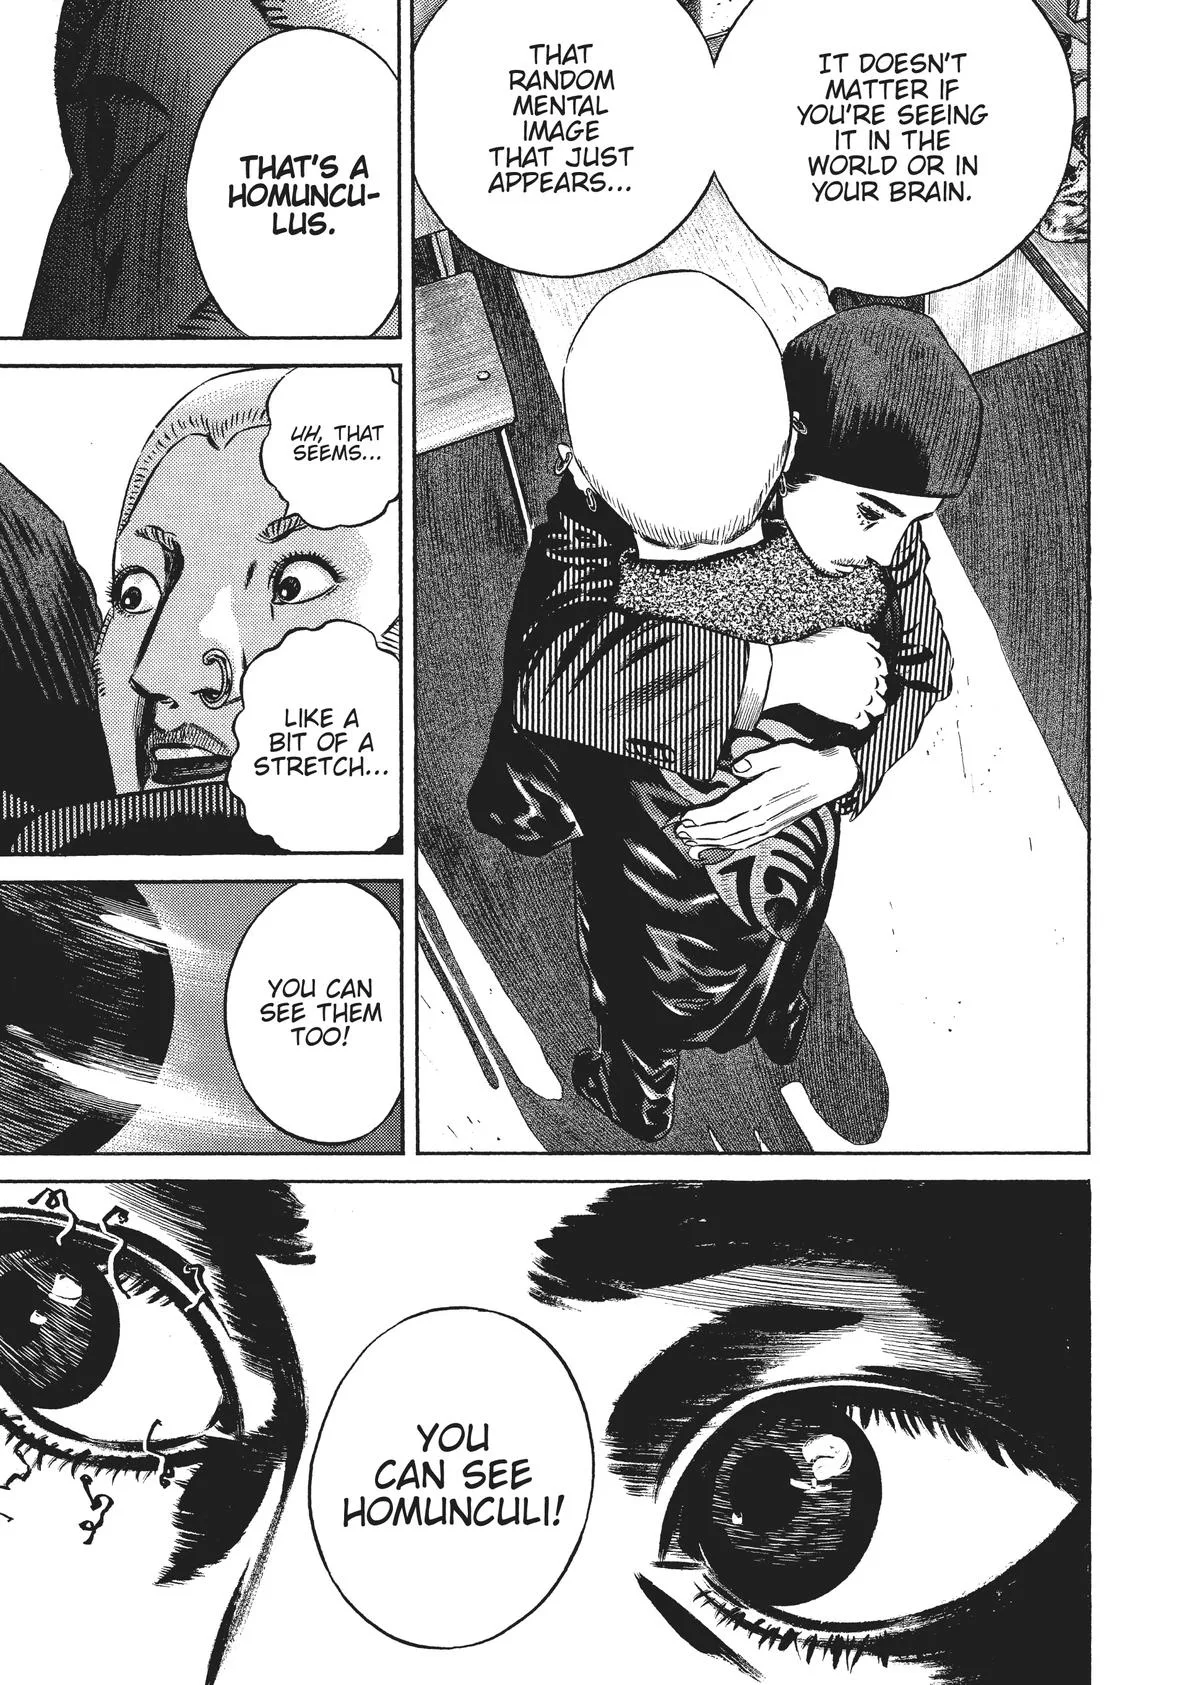 IT DOESN'T
MATTER IF
YOU'RE SEEING
IT IN THE
WORLD OR IN
YOUR BRAIN.
THAT
RANDOM
MENTAL
IMAGE
THAT JUST
APPEARS...
THAT'S A
HOMUNCU-
LUS.
UH, THAT
SEEMS...
LIKE A
BIT OF A
STRETCH...
YOU CAN
SEE THEM
TOO!
YOU
CAN SEE
HOMUNCULI!